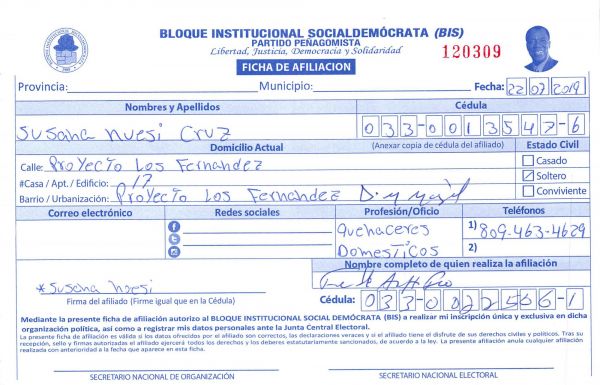 BLOQUE INSTITUCIONAL SOCIALDEMÓCRATA (BIS)
PARTIDO PEÑAGOMISTA
Libertad, Justicia, Democracia y Solidaridad
120309
FICHA DE AFILIACION
Provincia: Municipio: Fecha: 22 07 2019
Nombres y Apellidos Cédula
Susana Nuesi Cruz 033-0013547-6
Domicilio Actual (Anexar copia de cédula del afiliado) Estado Civil
Calle: Proyecto Los Fernandez Casado
#Casa / Apt. / Edificio: 17 Soltero
Barrio / Urbanización: Proyecto Los Fernandez Conviviente
Correo electrónico Redes sociales Profesión/Oficio Teléfonos
Quehaceres 1) 809-463-4629
Domesticos 2)
Nombre completo de quien realiza la afiliación
*Susana Nuesi
Firma del afiliado (Firme igual que en la Cédula) Cédula: 033-0022506-1
Mediante la presente ficha de afiliación autorizo al BLOQUE INSTITUCIONAL SOCIAL DEMÓCRATA (BIS) a realizar mi inscripción única y exclusiva en dicha
organización política, así como a registrar mis datos personales ante la Junta Central Electoral.
La presente ficha de afiliación es válida si los datos ofrecidos por el afiliado son correctos, las declaraciones veraces y si el afiliado tiene el disfrute de sus derechos civiles y políticos. Tras su
recepción, sello y firmas autorizadas el afiliado ejercerá todos los derechos y los deberes estatutariamente sancionados, de acuerdo a la ley. La presente afiliación anula cualquier afiliación
realizada con anterioridad a la fecha que aparece en esta ficha.
SECRETARIO NACIONAL DE ORGANIZACIÓN SECRETARIO NACIONAL ELECTORAL